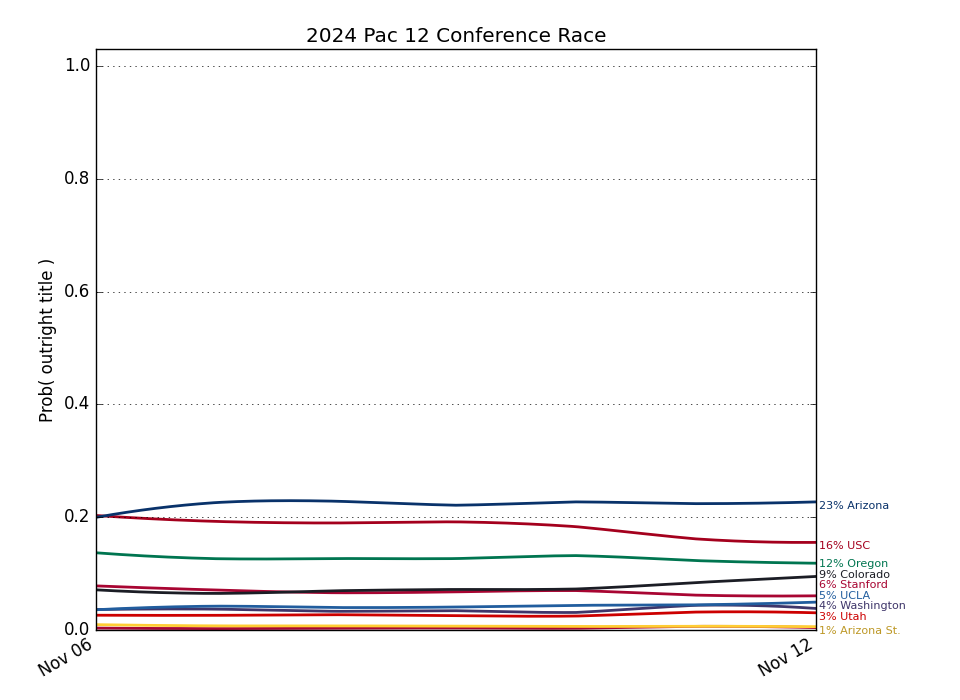 2024 Pac 12 Conference Race
Prob( outright title )
1.0
0.8
0.6
0.4
0.2
0.0
Nov 06
Nov 12
23% Arizona
16% USC
12% Oregon
9% Colorado
6% Stanford
5% UCLA
4% Washington
3% Utah
1% Arizona St.